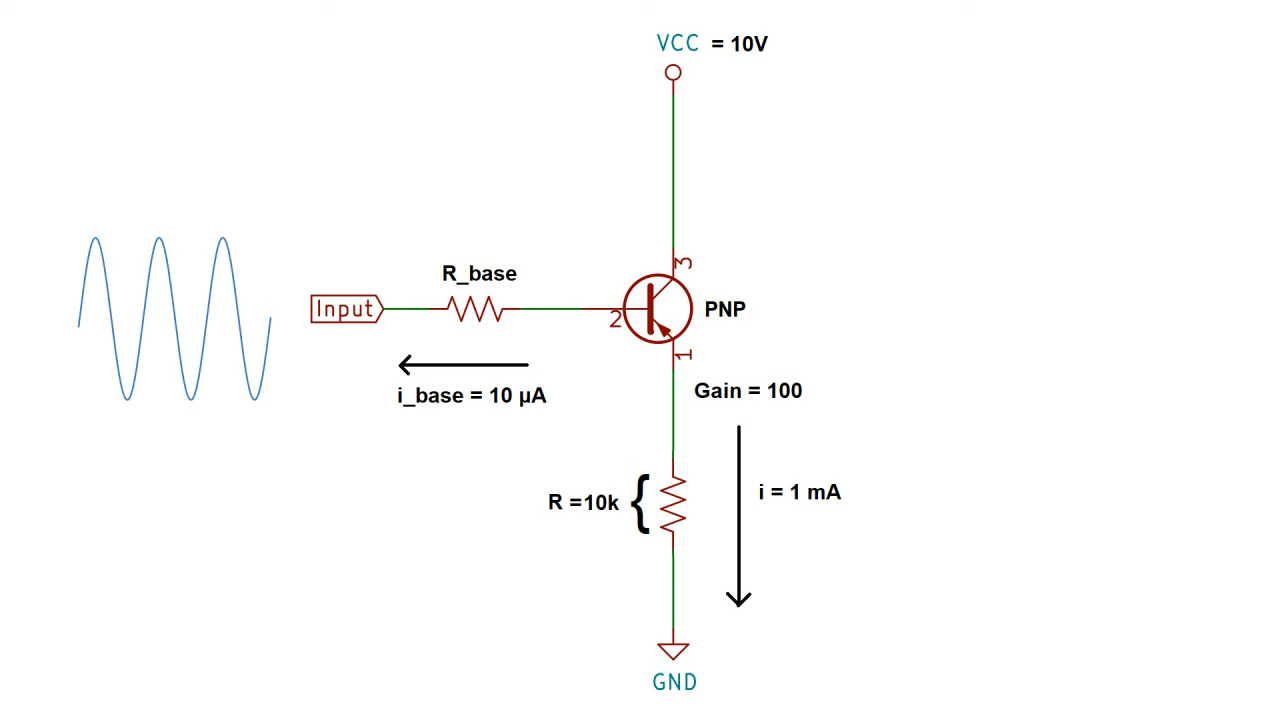 VCC = 10V
3
R_base
Input
2
PNP
1
i_base = 10 µA
Gain = 100
R =10k {
i = 1 mA
GND